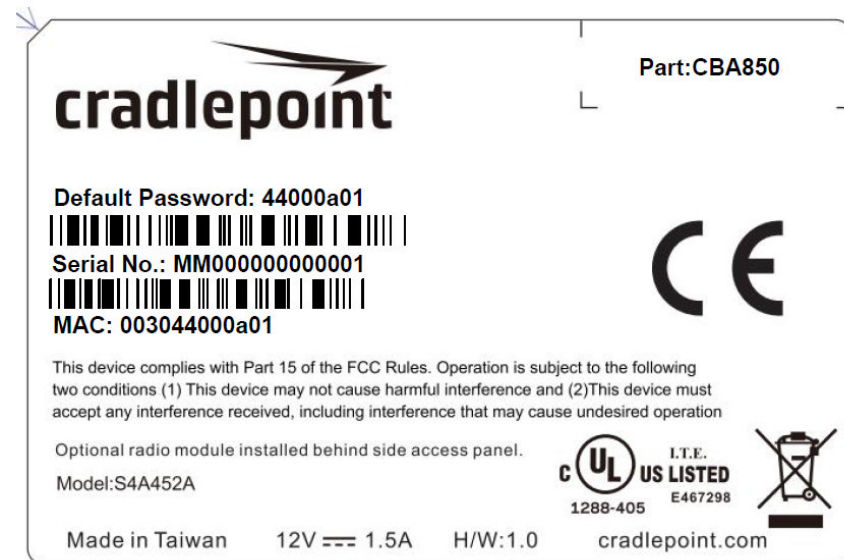 cradlepoint
Part:CBA850
Default Password: 44000a01
Serial No.: MM000000000001
MAC: 003044000a01
CE
This device complies with Part 15 of the FCC Rules. Operation is subject to the following
two conditions (1) This device may not cause harmful interference and (2)This device must
accept any interference received, including interference that may cause undesired operation
Optional radio module installed behind side access panel.
Model:S4A452A
C UL US LISTED
I.T.E.
E467298
1288-405
Made in Taiwan 12V 1.5A H/W:1.0 cradlepoint.com